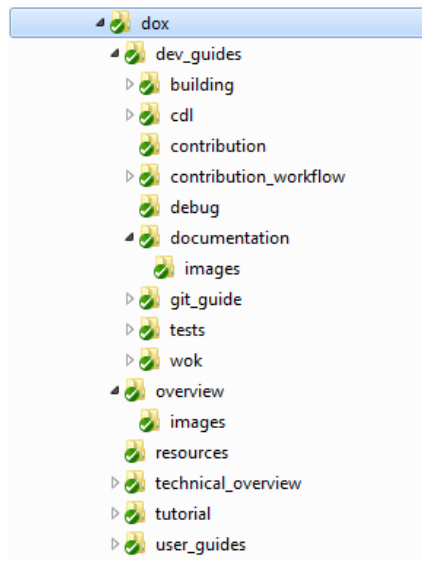 dox
dev_guides
building
cdl
contribution
contribution_workflow
debug
documentation
images
git_guide
tests
wok
overview
images
resources
technical_overview
tutorial
user_guides